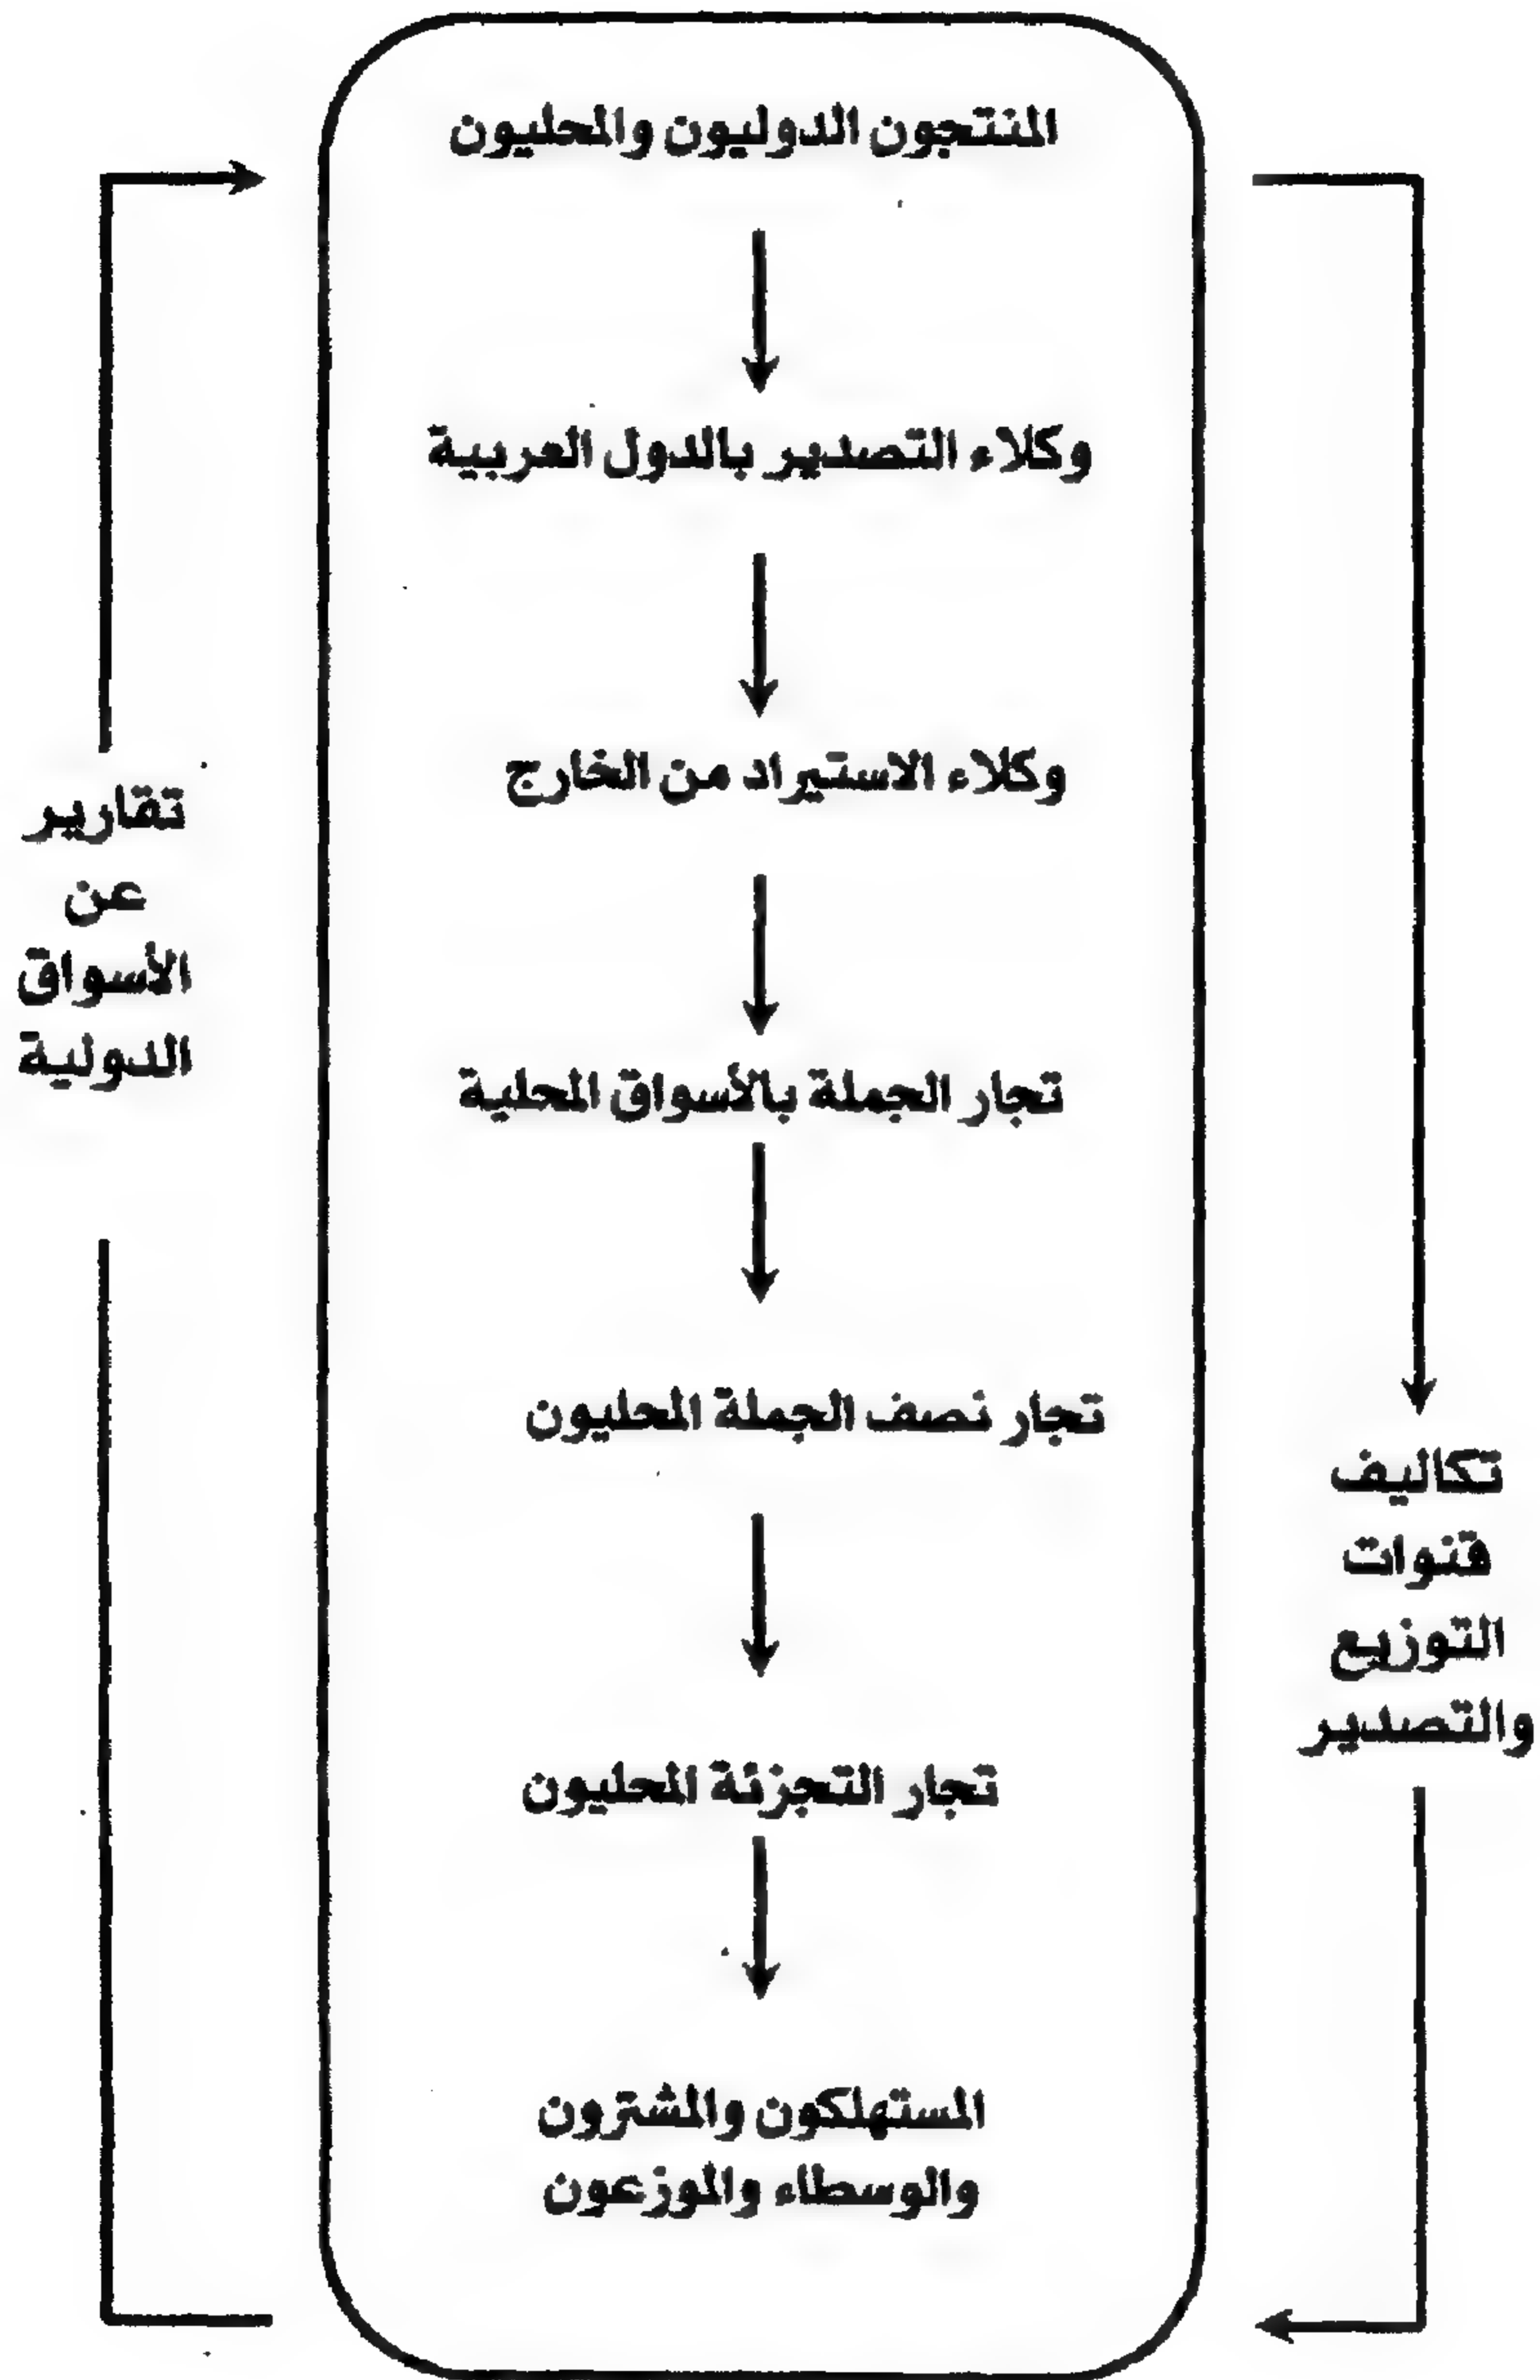 المنتجون الدوليون والمحليون
وكلاء التصدير بالدول العربية
وكلاء الاستيراد من الخارج
تجار الجملة بالأسواق المحلية
تجار نصف الجملة المحليون
تجار التجزئة المحليون
المستهلكون والمشترون
والوسطاء والموزعون
تكاليف
قنوات
التوزيع
والتصدير
تقارير
عن
الأسواق
الدولية